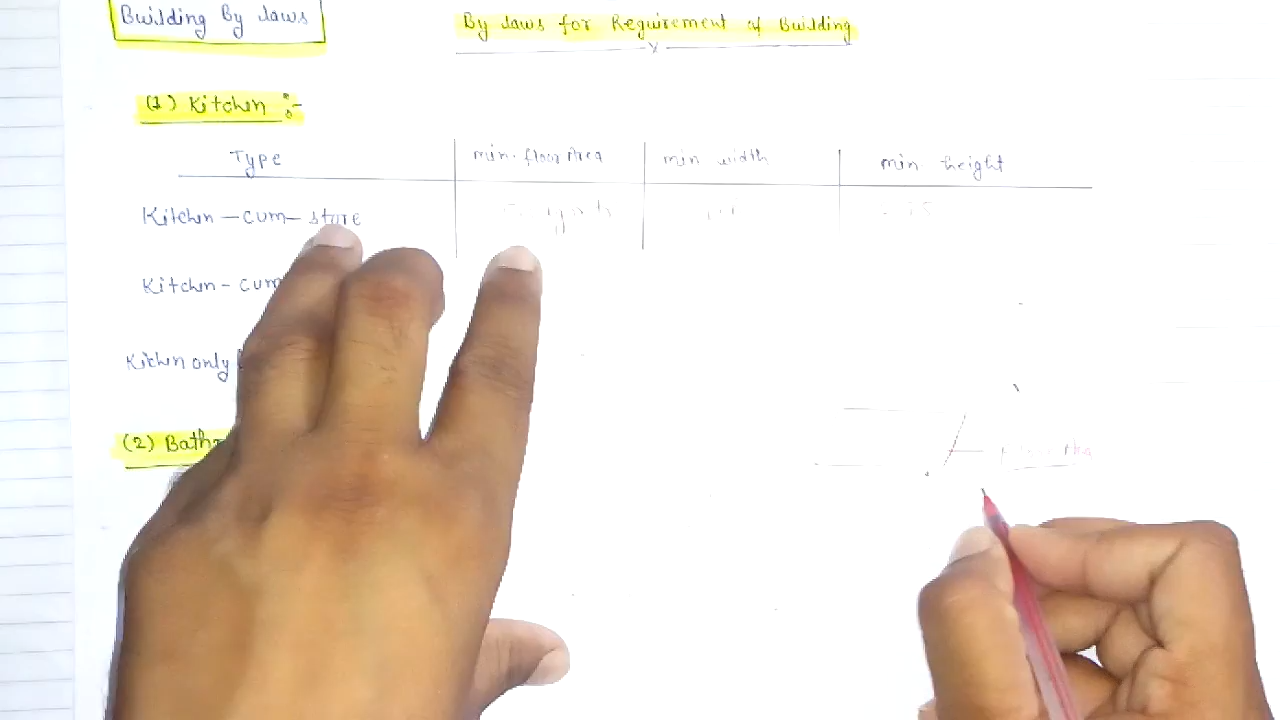 Building By laws
By laws for Requirement of Building
(1) Kitchen :-
Type min. floor Area min width min height
Kitchen - cum - store
Kitchen - cum
Kitchen only
(2) Bathr